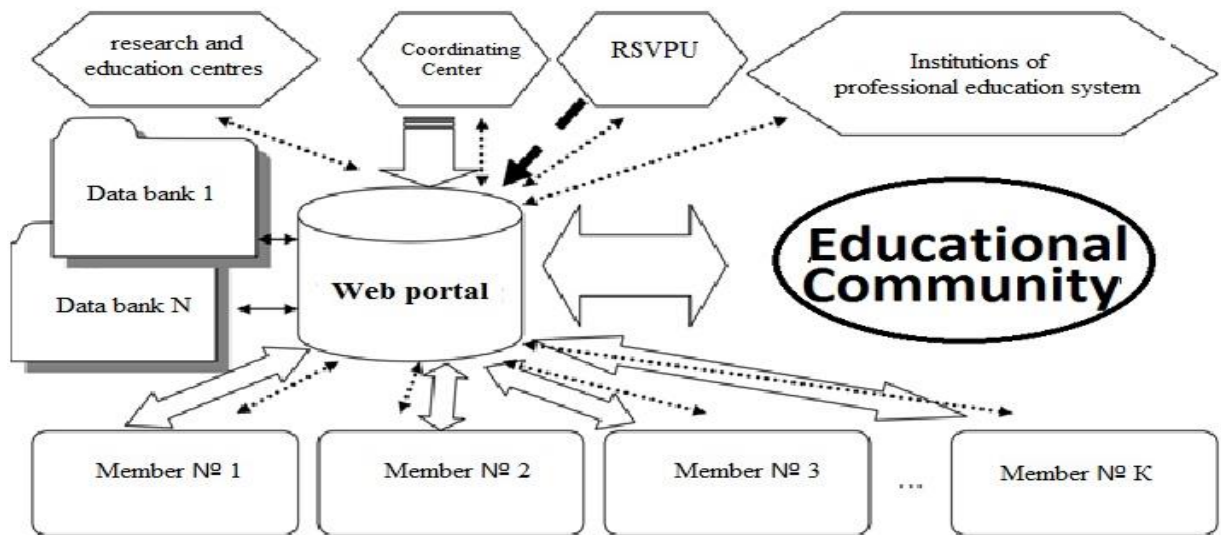 research and
education centres
Coordinating
Center
RSVPU
Institutions of
professional education system
Data bank 1
Data bank N
Web portal
Educational
Community
Member № 1
Member № 2
Member № 3
...
Member № K